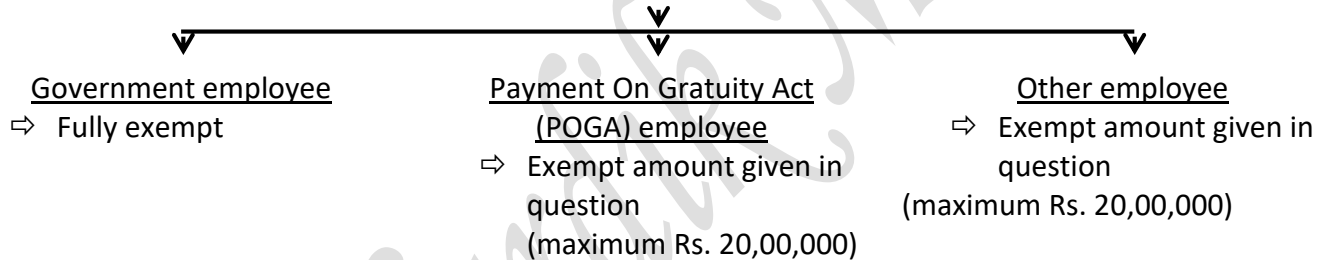 Government employee
⇨ Fully exempt
Payment On Gratuity Act
(POGA) employee
⇨ Exempt amount given in
question
(maximum Rs. 20,00,000)
Other employee
⇨ Exempt amount given in
question
(maximum Rs. 20,00,000)